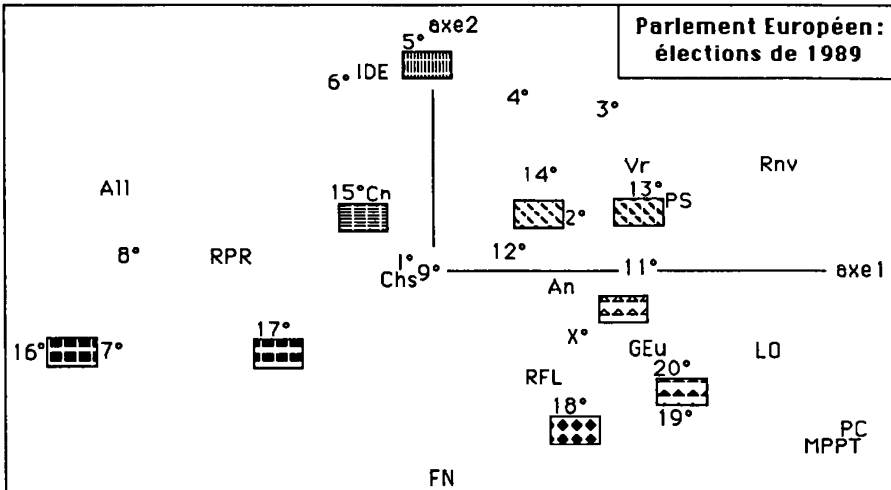 Parlement Européen:
élections de 1989
axe2
5°
IDE
6°
4°
3°
Vr
Rnv
14°
13°
All
15° Cn
PS
2°
8°
RPR
1°
12°
9°
11°
axe1
Chs
An
17°
X°
16°
7°
GEu
LO
20°
RFL
18°
19°
PC
MPPT
FN